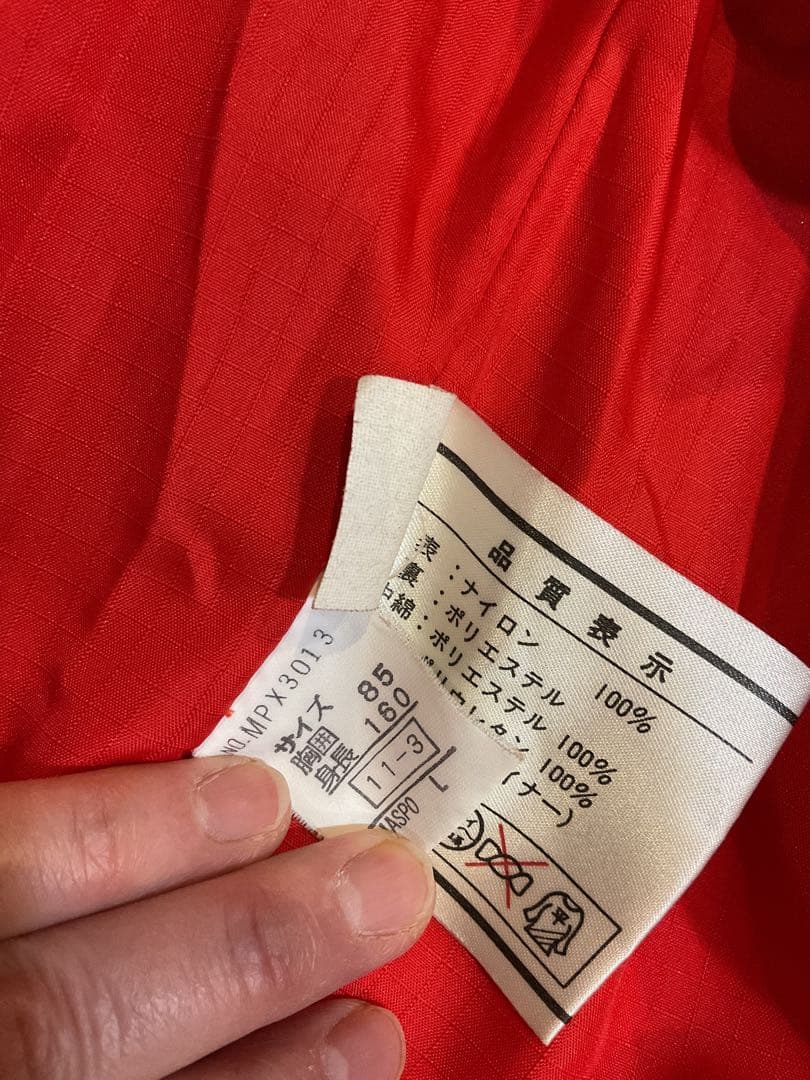 品質表示
表：ナイロン 100%
裏：ポリエステル 100%
中綿：ポリエステル 100%
ポリウレタン
(ナー)
平
NO.MPX3013
サイズ
胸囲 85
身長 160
11-3
L